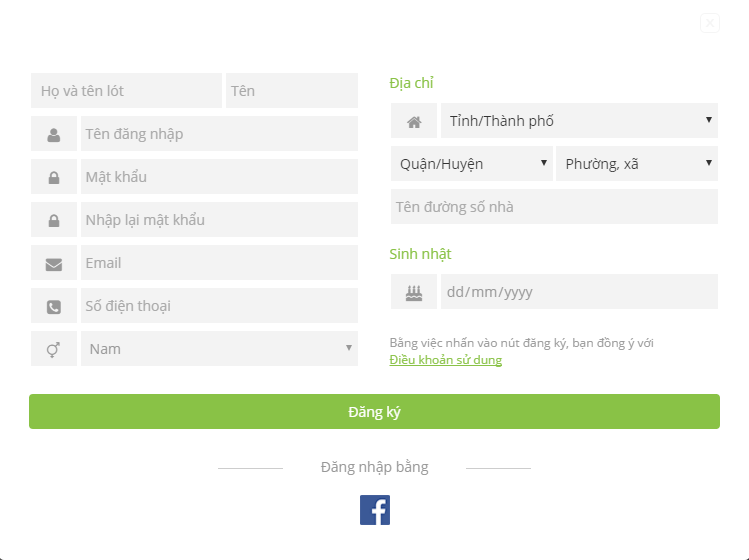 Họ và tên lót
Tên
Tên đăng nhập
Mật khẩu
Nhập lại mật khẩu
Email
Số điện thoại
Nam
Địa chỉ
Tỉnh/Thành phố
Quận/Huyện
Phường, xã
Tên đường số nhà
Sinh nhật
dd/mm/yyyy
Bằng việc nhấn vào nút đăng ký, bạn đồng ý với
Điều khoản sử dụng
Đăng ký
Đăng nhập bằng